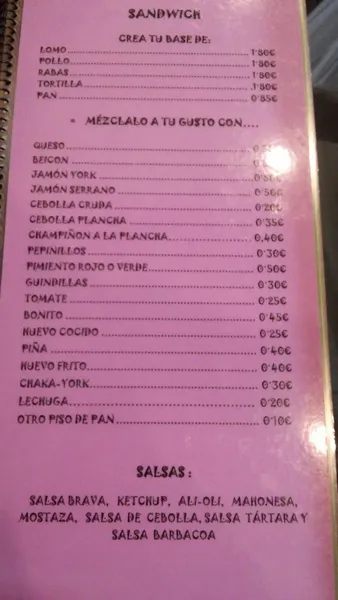 SANDWICH
CREA TU BASE DE:
LOMO 1'80€
POLLO 1'80€
RABAS 1'80€
TORTILLA 1'80€
PAN 0'85€
* MÉZCLALO A TU GUSTO CON....
QUESO
BEICON
JAMÓN YORK
JAMÓN SERRANO 0'50€
CEBOLLA CRUDA 0'20€
CEBOLLA PLANCHA 0'35€
CHAMPIÑON A LA PLANCHA 0,40€
PEPINILLOS 0'30€
PIMIENTO ROJO O VERDE 0'50€
GUINDILLAS 0'30€
TOMATE 0'25€
BONITO 0'45€
HUEVO COCIDO 0'25€
PIÑA 0'40€
HUEVO FRITO 0'40€
CHAKA-YORK 0'30€
LECHUGA 0'20€
OTRO PISO DE PAN 0'10€
SALSAS :
SALSA BRAVA, KETCHUP, ALI-OLI, MAHONESA,
MOSTAZA, SALSA DE CEBOLLA, SALSA TÁRTARA Y
SALSA BARBACOA